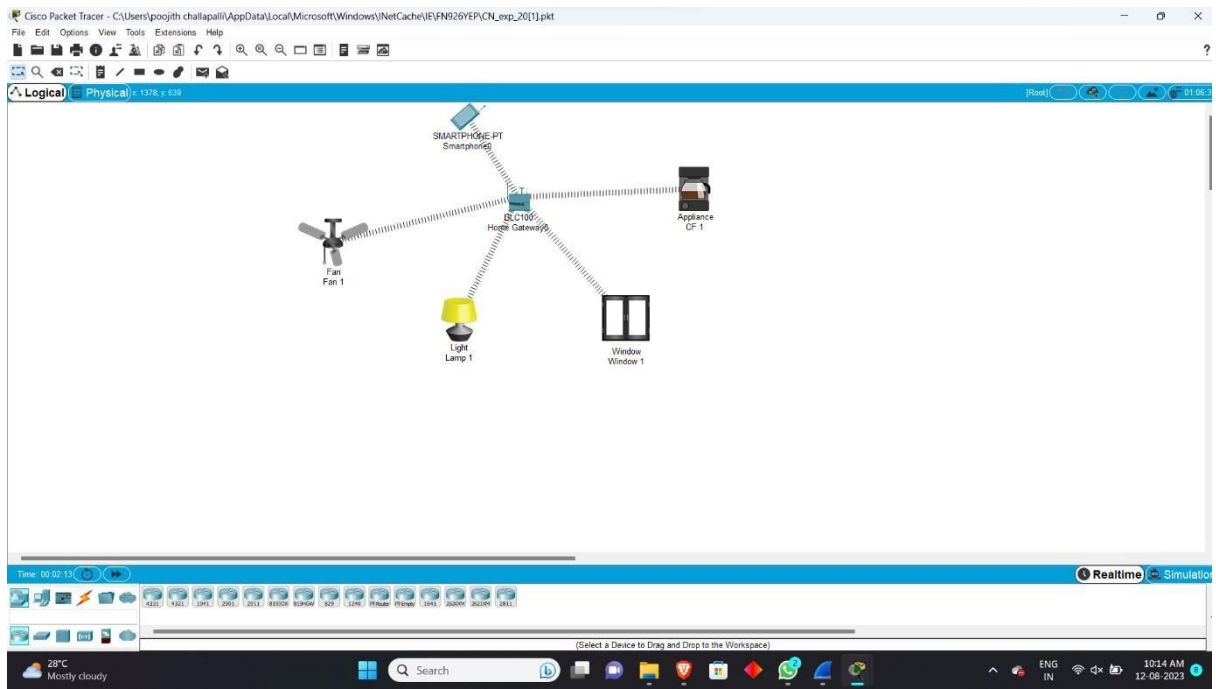 Cisco Packet Tracer - C:\Users\poojith challapalli\AppData\Local\Microsoft\Windows\INetCache\IE\FN926YEP\CN_exp_20[1].pkt
File Edit Options View Tools Extensions Help
?
Logical Physical x: 1378, y: 639 [Root]
SMARTPHONE-PT
Smartphone0
Appliance
CF 1
DLC100
Home Gateway0
Fan
Fan 1
Light
Lamp 1
Window
Window 1
Time: 00:02:13 Realtime Simulation
4331 4321 1941 2901 2911 819HGW 829 1240 PT-Router PT-Empty 1841 2620XM 2621XM 2811
(Select a Device to Drag and Drop to the Workspace)
28°C
Mostly cloudy
Search
ENG
IN
10:14 AM
12-08-2023